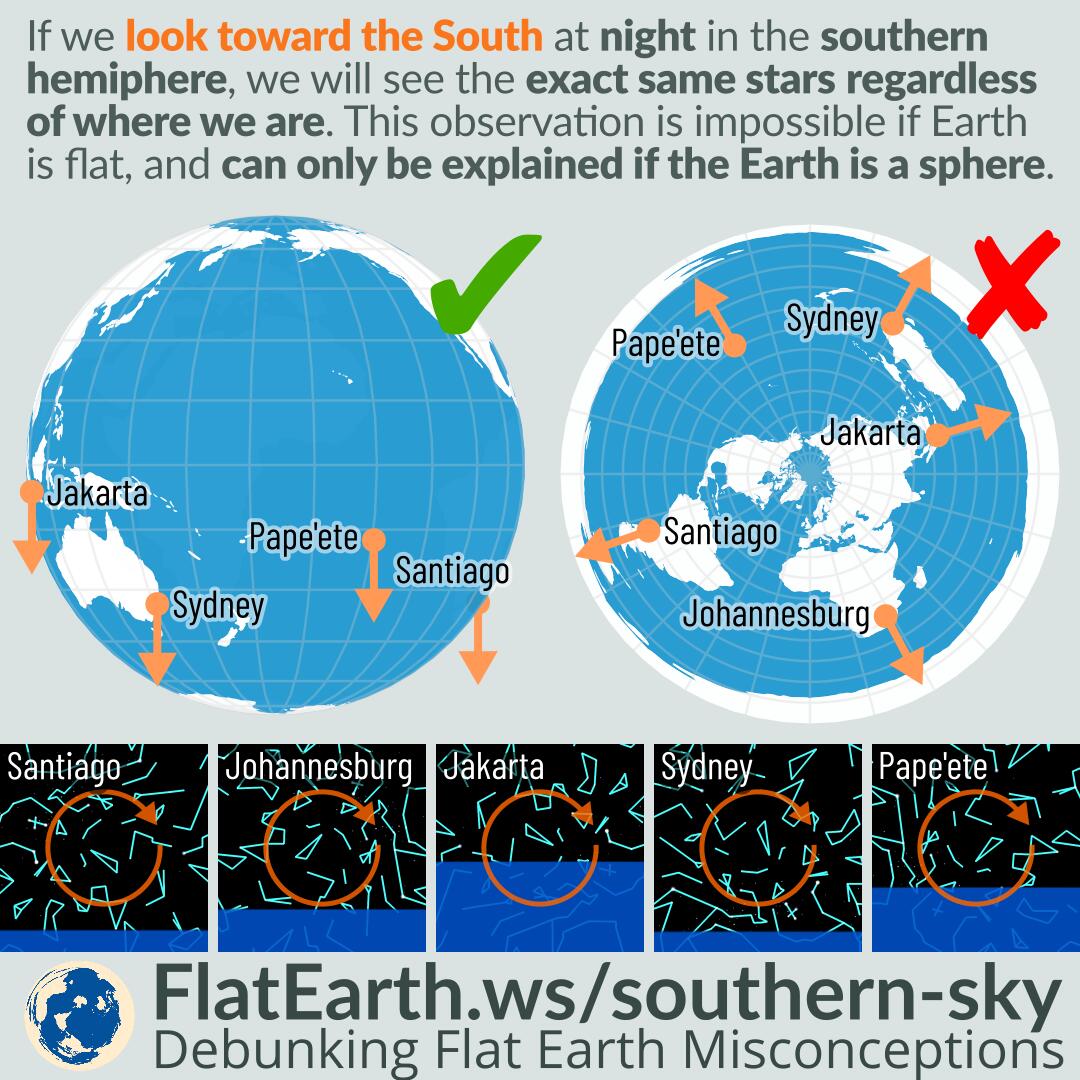 If we look toward the South at night in the southern
hemiphere, we will see the exact same stars regardless
of where we are. This observation is impossible if Earth
is flat, and can only be explained if the Earth is a sphere.
Jakarta
Pape'ete
Santiago
Sydney
Sydney
Pape'ete
Jakarta
Santiago
Johannesburg
Santiago
Johannesburg
Jakarta
Sydney
Pape'ete
FlatEarth.ws/southern-sky
Debunking Flat Earth Misconceptions